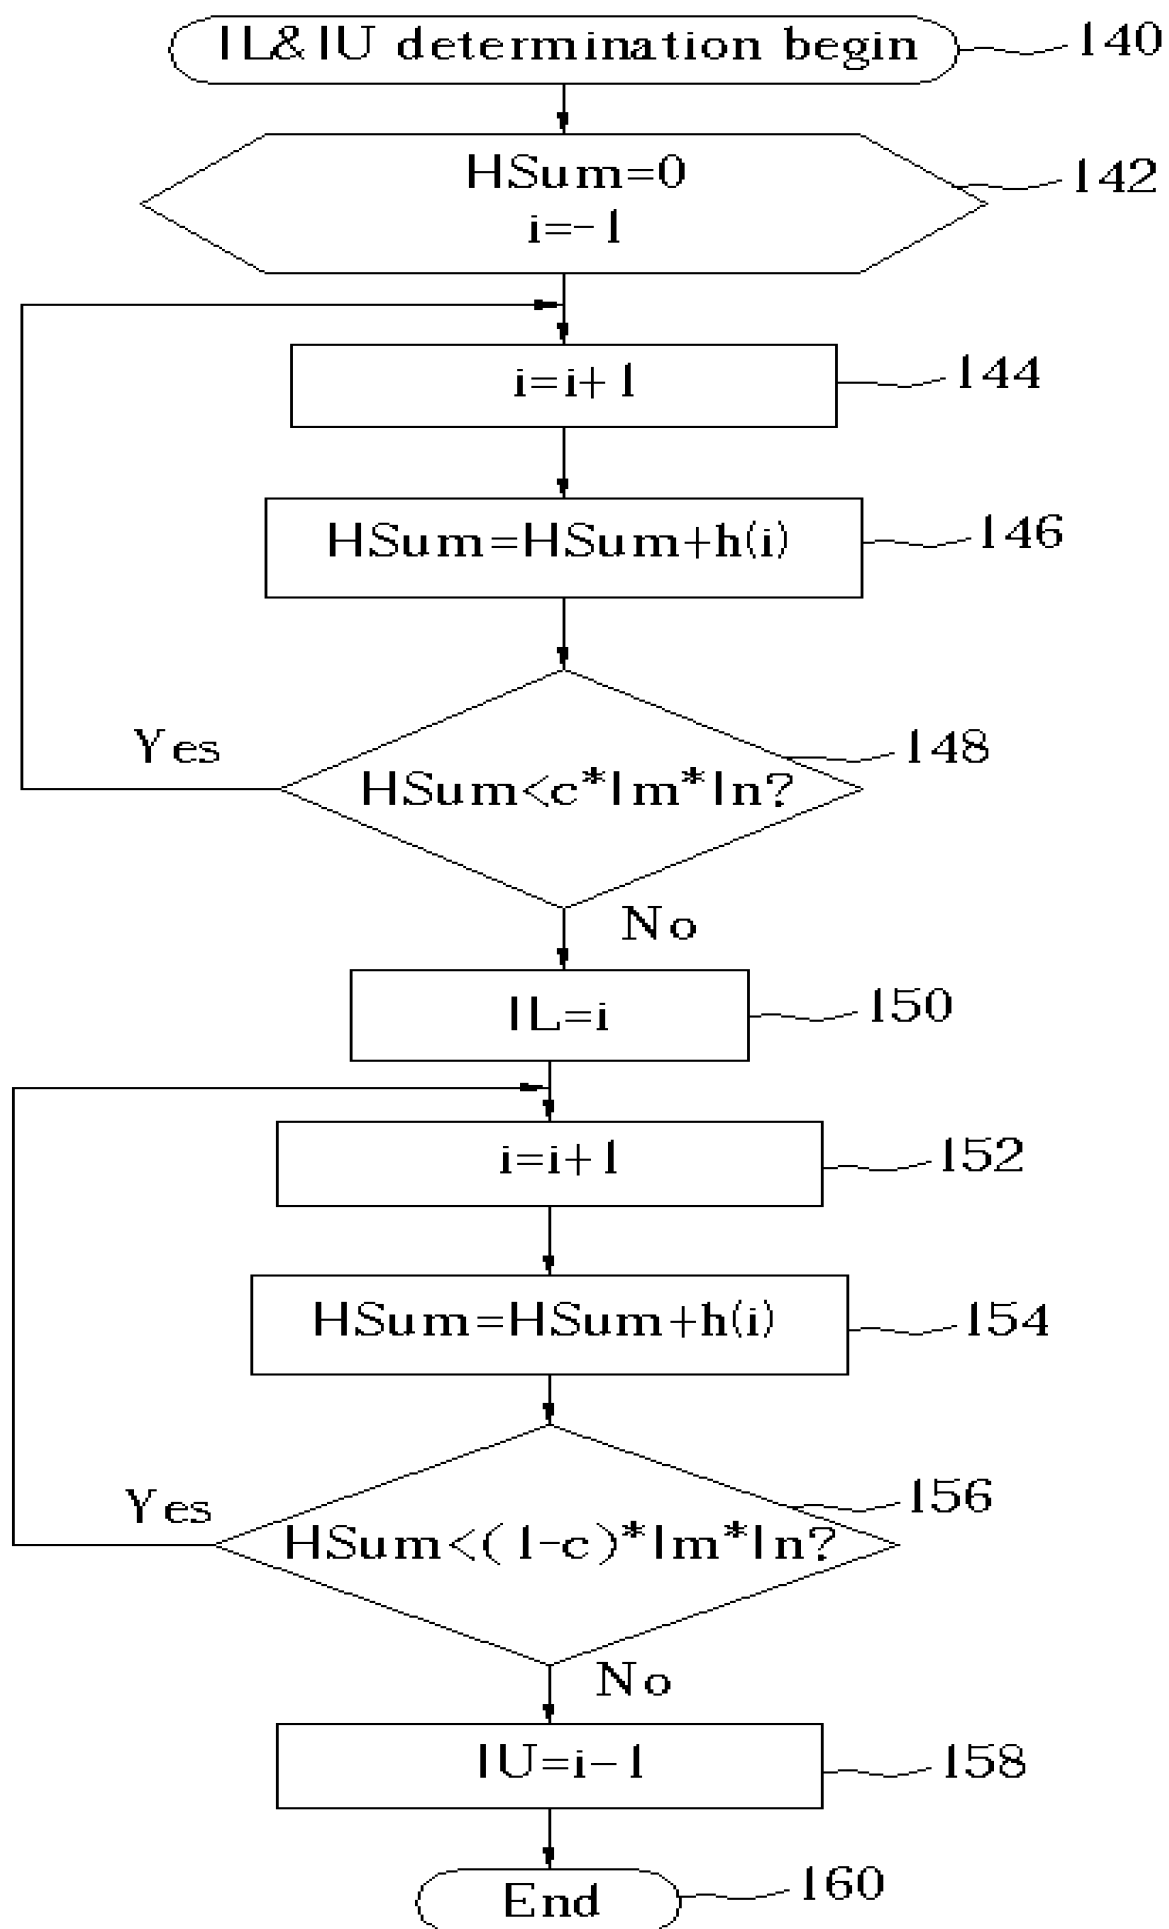 IL&IU determination begin
140
HSum=0
i=-1
142
i=i+1
144
HSum=HSum+h(i)
146
Yes
148
HSum<c*Im*In?
No
IL=i
150
i=i+1
152
HSum=HSum+h(i)
154
Yes
156
HSum<(1-c)*Im*In?
No
IU=i-1
158
End
160